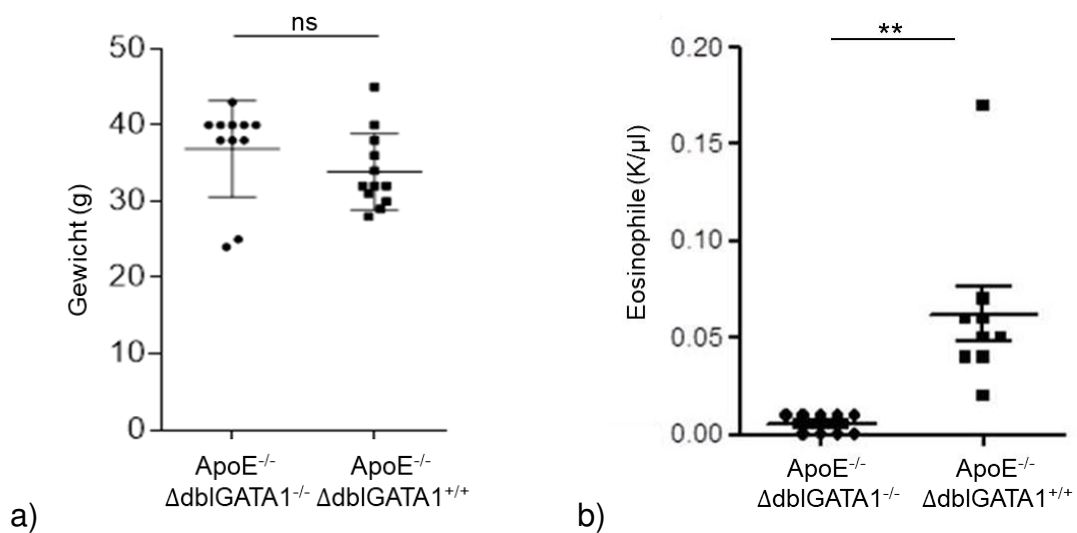 ns
50
40
30
20
10
0
Gewicht (g)
ApoE-/- ApoE-/-
ΔdblGATA1-/- ΔdblGATA1+/+
a)
**
0.20
0.15
0.10
0.05
0.00
Eosinophile (K/µl)
ApoE-/- ApoE-/-
ΔdblGATA1-/- ΔdblGATA1+/+
b)